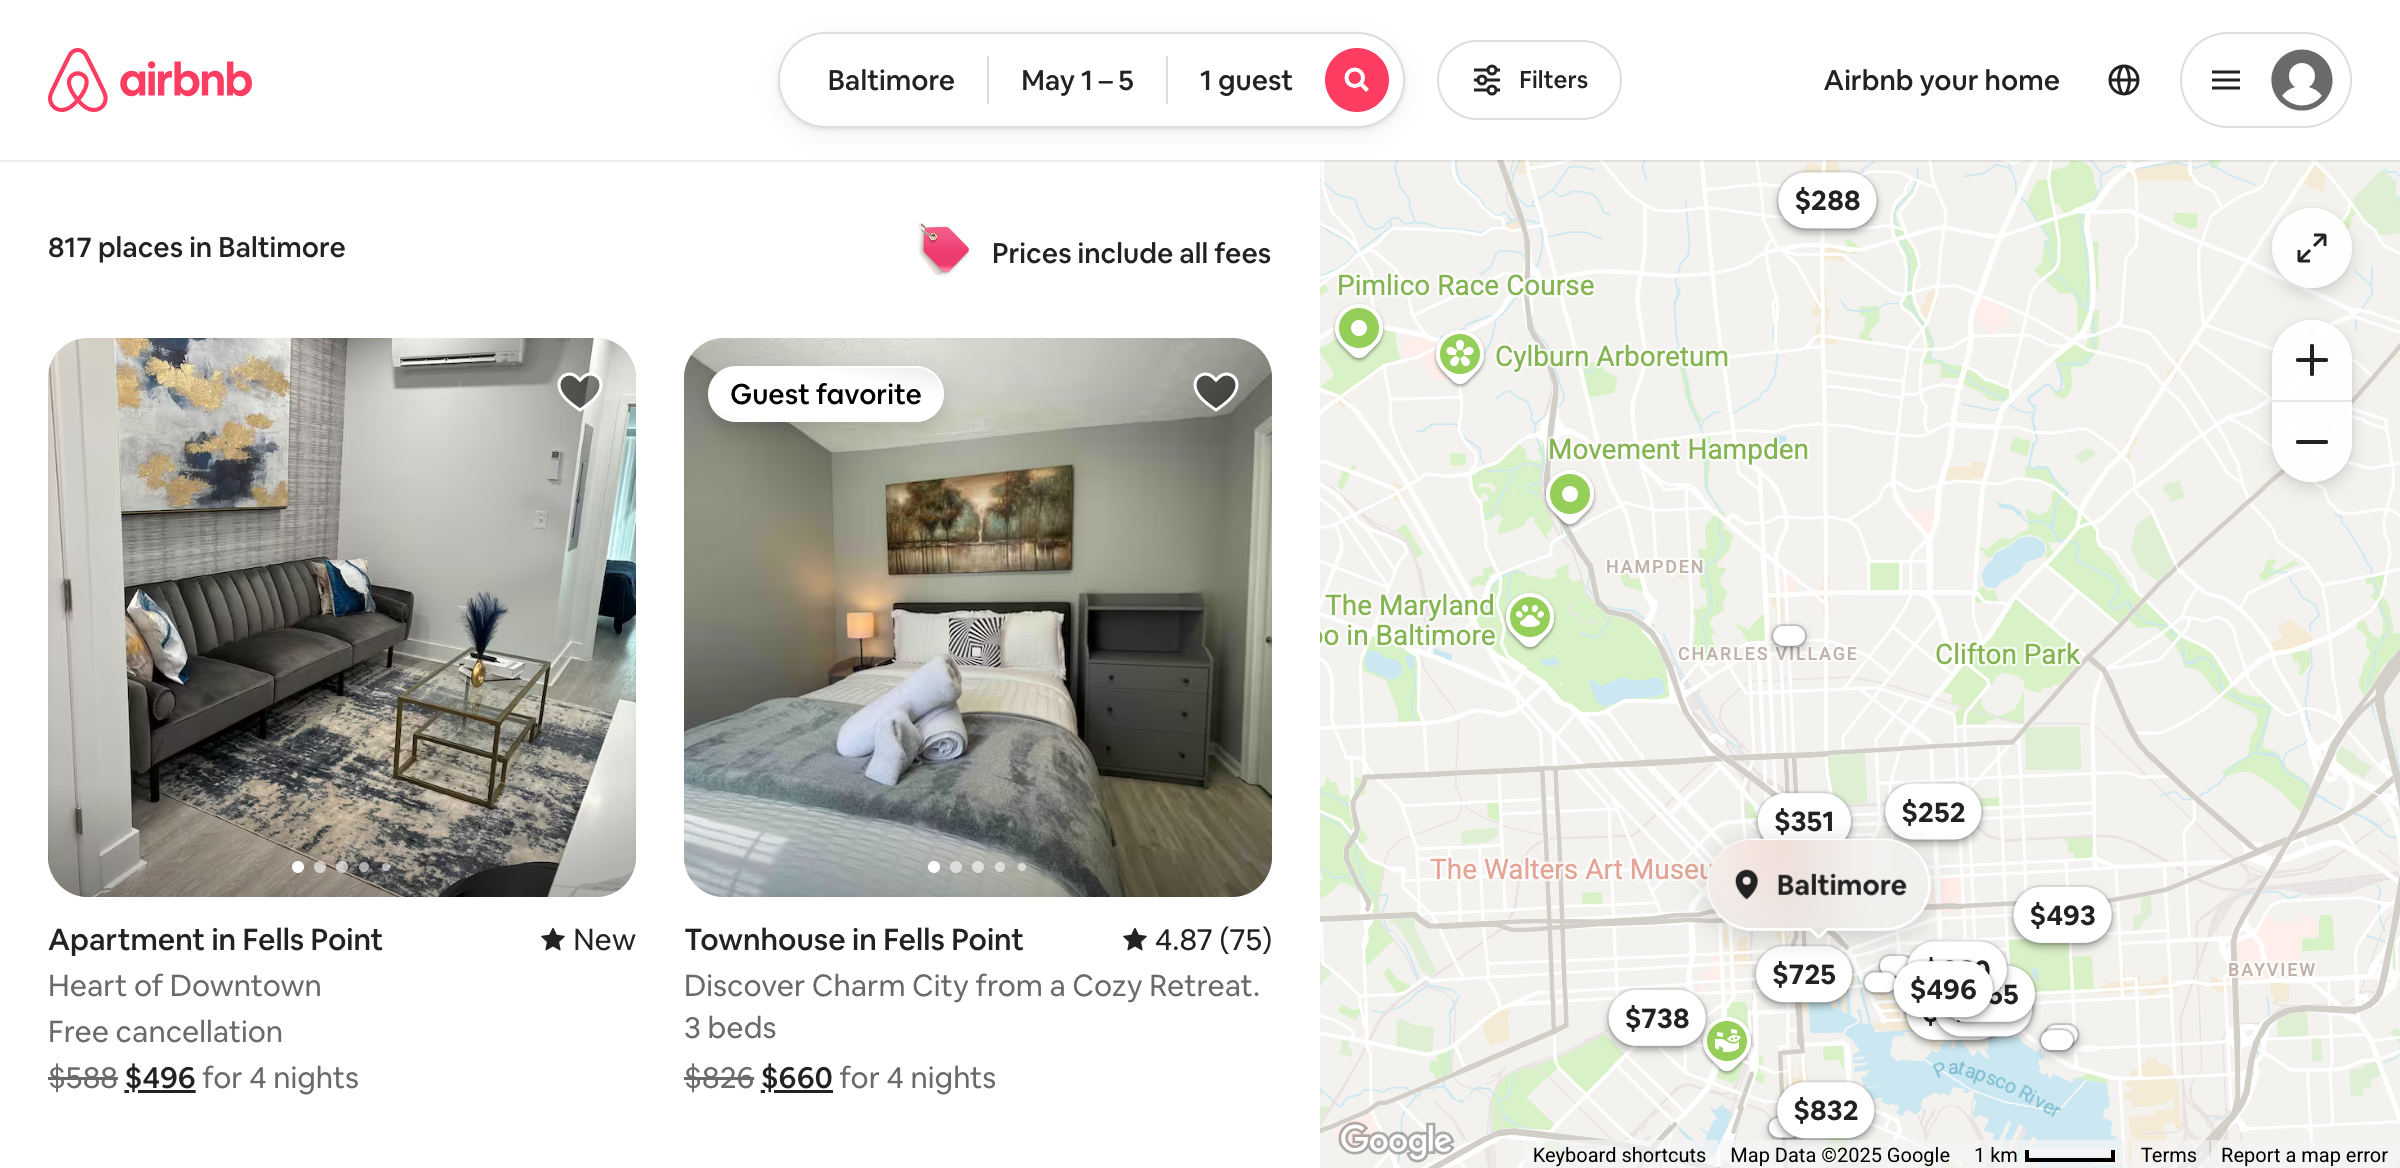 airbnb
Baltimore
May 1 – 5
1 guest
Filters
Airbnb your home
817 places in Baltimore
Prices include all fees
Guest favorite
Apartment in Fells Point
New
Heart of Downtown
Free cancellation
$588 $496 for 4 nights
Townhouse in Fells Point
4.87 (75)
Discover Charm City from a Cozy Retreat.
3 beds
$826 $660 for 4 nights
$288
Pimlico Race Course
Cylburn Arboretum
Movement Hampden
HAMPDEN
The Maryland
in Baltimore
CHARLES VILLAGE
Clifton Park
$351
$252
The Walters Art
Baltimore
$493
$725
BAYVIEW
$496
$738
Patapsco River
$832
Google
Keyboard shortcuts
Map Data ©2025 Google
1 km
Terms
Report a map error